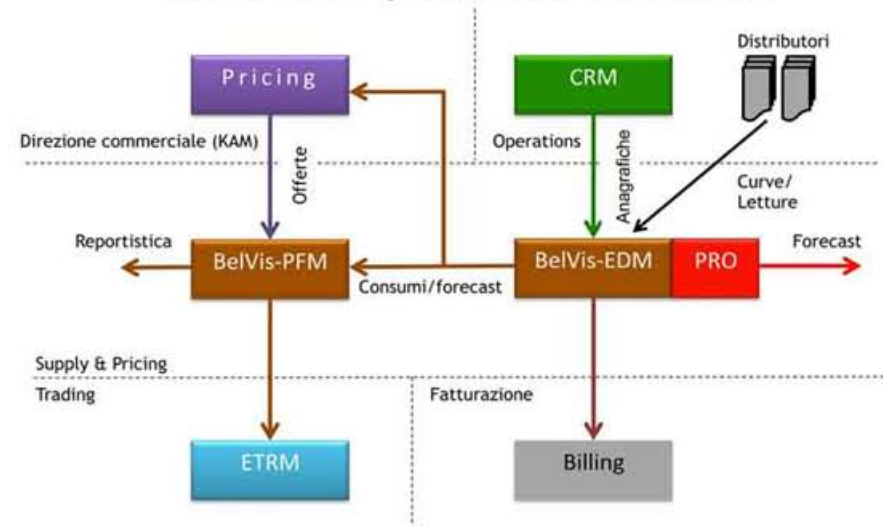 Distributori
Pricing
CRM
Direzione commerciale (KAM)
Operations
Offerte
Anagrafiche
Curve/
Letture
Reportistica
BelVis-PFM
BelVis-EDM
PRO
Forecast
Consumi/forecast
Supply & Pricing
Trading
Fatturazione
ETRM
Billing